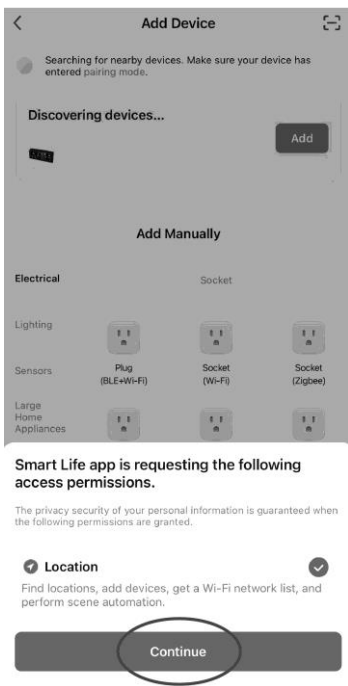 Add Device
Searching for nearby devices. Make sure your device has
entered pairing mode.
Discovering devices...
Add
Add Manually
Electrical
Socket
Lighting
Sensors
Plug
(BLE+Wi-Fi)
Socket
(Wi-Fi)
Socket
(Zigbee)
Large
Home
Appliances
Smart Life app is requesting the following
access permissions.
The privacy security of your personal information is guaranteed when
the following permissions are granted.
Location
Find locations, add devices, get a Wi-Fi network list, and
perform scene automation.
Continue